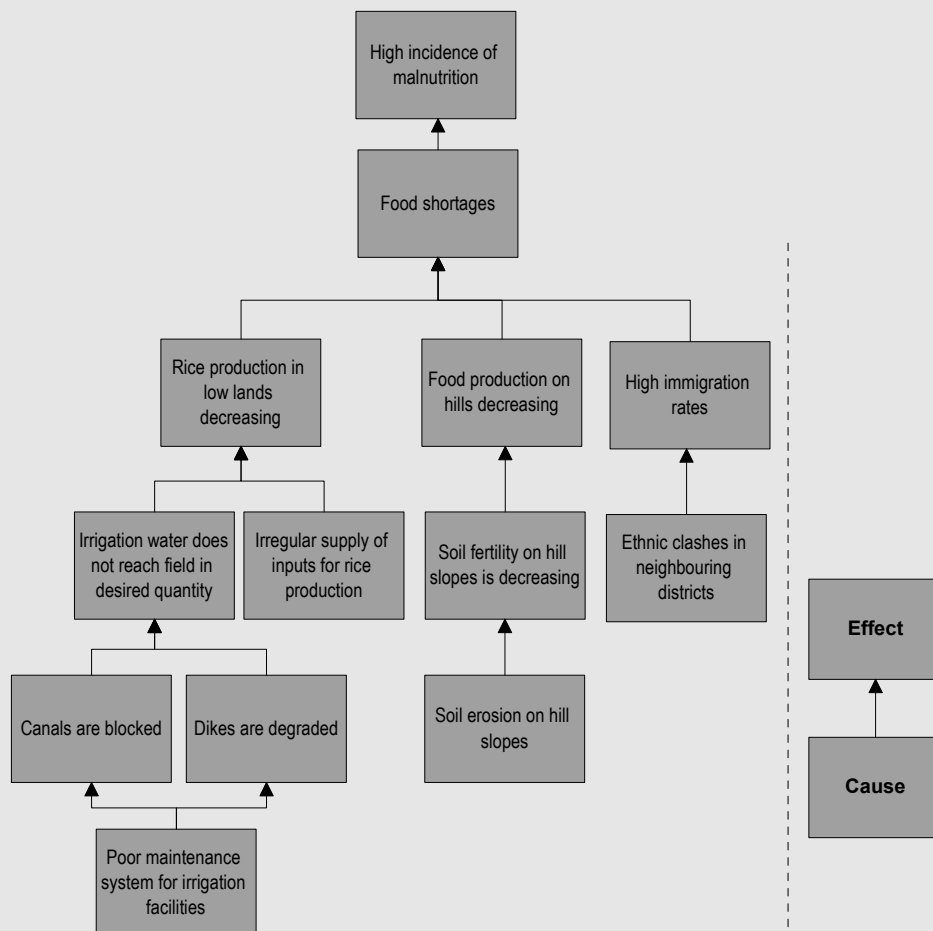 High incidence of
malnutrition
Food shortages
Rice production in
low lands
decreasing
Food production on
hills decreasing
High immigration
rates
Irrigation water does
not reach field in
desired quantity
Irregular supply of
inputs for rice
production
Soil fertility on hill
slopes is decreasing
Ethnic clashes in
neighbouring
districts
Effect
Canals are blocked
Dikes are degraded
Soil erosion on hill
slopes
Cause
Poor maintenance
system for irrigation
facilities